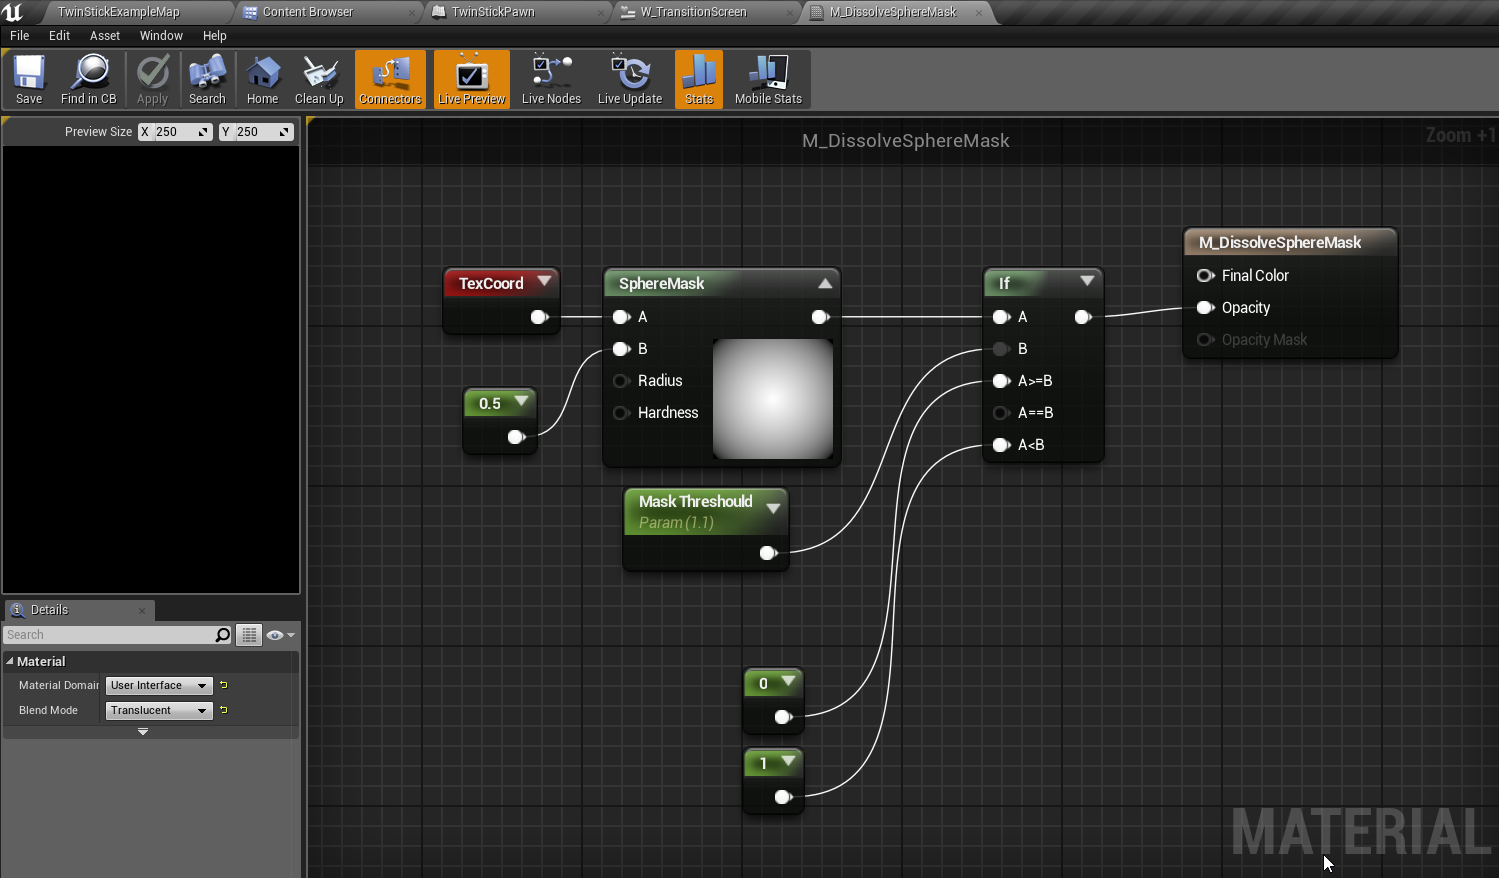 TwinStickExampleMap
Content Browser
TwinStickPawn
W_TransitionScreen
M_DissolveSphereMask
File Edit Asset Window Help
Save
Find in CB
Apply
Search
Home
Clean Up
Connectors
Live Preview
Live Nodes
Live Update
Stats
Mobile Stats
Preview Size X 250 Y 250
M_DissolveSphereMask
Zoom +1
M_DissolveSphereMask
Final Color
Opacity
Opacity Mask
TexCoord
SphereMask
A
B
Radius
Hardness
If
A
B
A>=B
A==B
A<B
0.5
Mask Threshould
Param (1.1)
0
1
Details
Search
Material
Material Domair User Interface
Blend Mode Translucent
MATERIAL